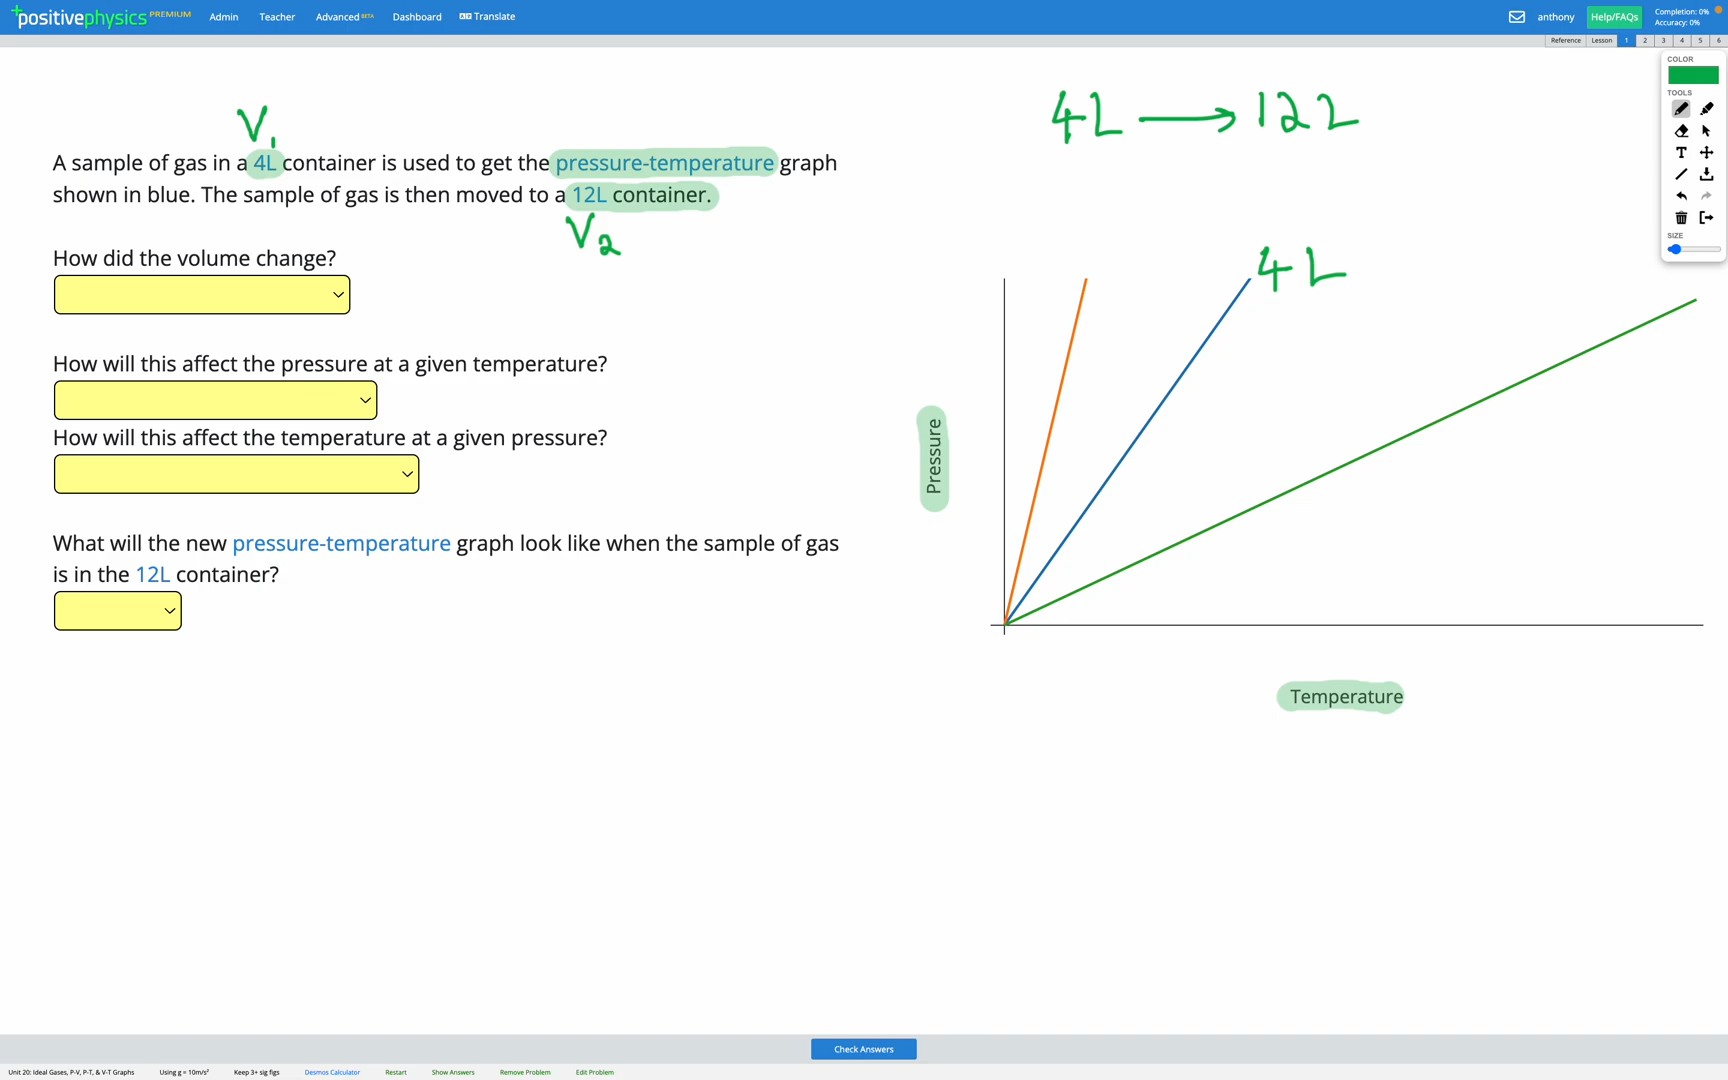 +positivephysics PREMIUM Admin Teacher Advanced BETA Dashboard Translate anthony Help/FAQs Completion: 0%
Accuracy: 0%
Reference Lesson 1 2 3 4 5 6
COLOR
TOOLS
T
SIZE
4L → 12L
V1
A sample of gas in a 4L container is used to get the pressure-temperature graph
shown in blue. The sample of gas is then moved to a 12L container.
V2
How did the volume change?
How will this affect the pressure at a given temperature?
How will this affect the temperature at a given pressure?
What will the new pressure-temperature graph look like when the sample of gas
is in the 12L container?
4L
Pressure
Temperature
Check Answers
Unit 20: Ideal Gases, P-V, P-T, & V-T Graphs Using g = 10m/s² Keep 3+ sig figs Desmos Calculator Restart Show Answers Remove Problem Edit Problem